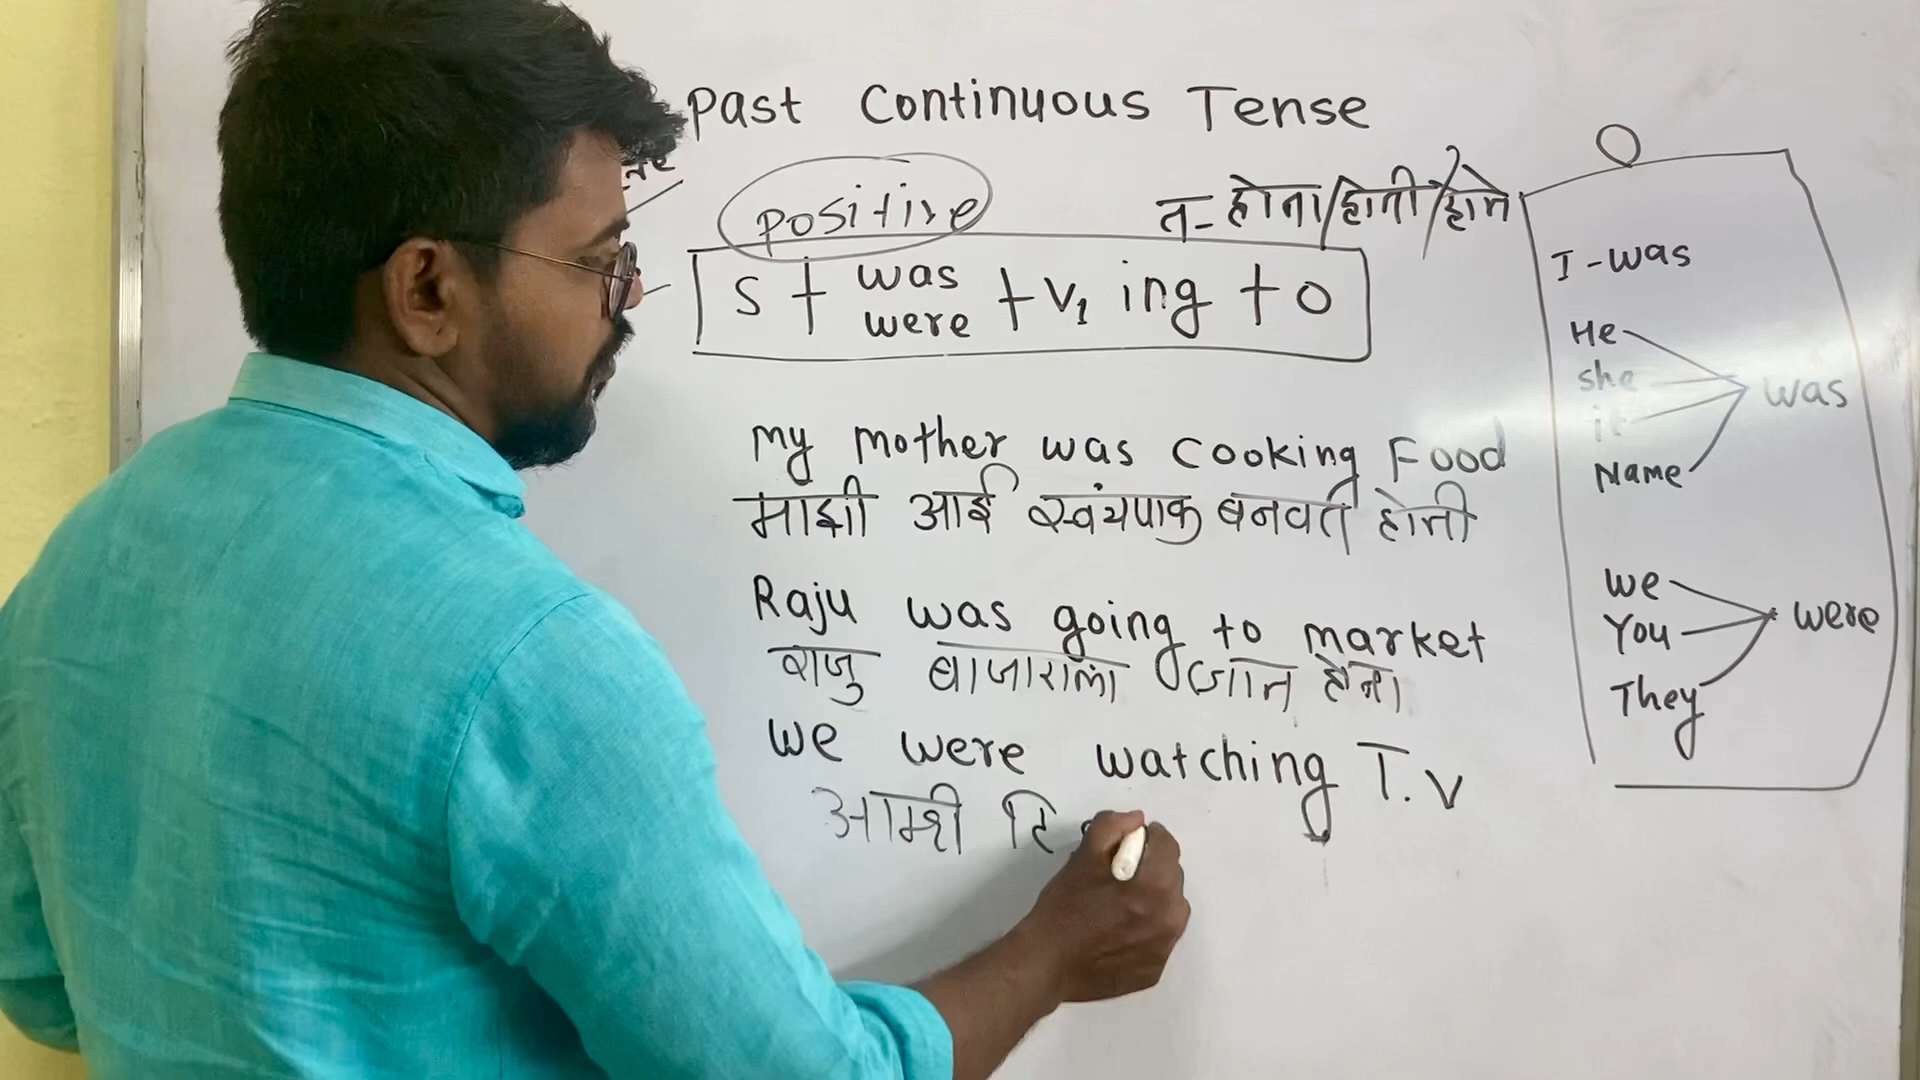 Past Continuous Tense
positive
त- होता/होती/होते
S + was were + V1 ing + O
my mother was cooking Food
माझी आई स्वंयपाक बनवत होती
Raju was going to market
राजु बाजाराला जात होता
we were watching T.V
आम्ही टि
I - was
He
she
it
Name
was
we
You
They
were